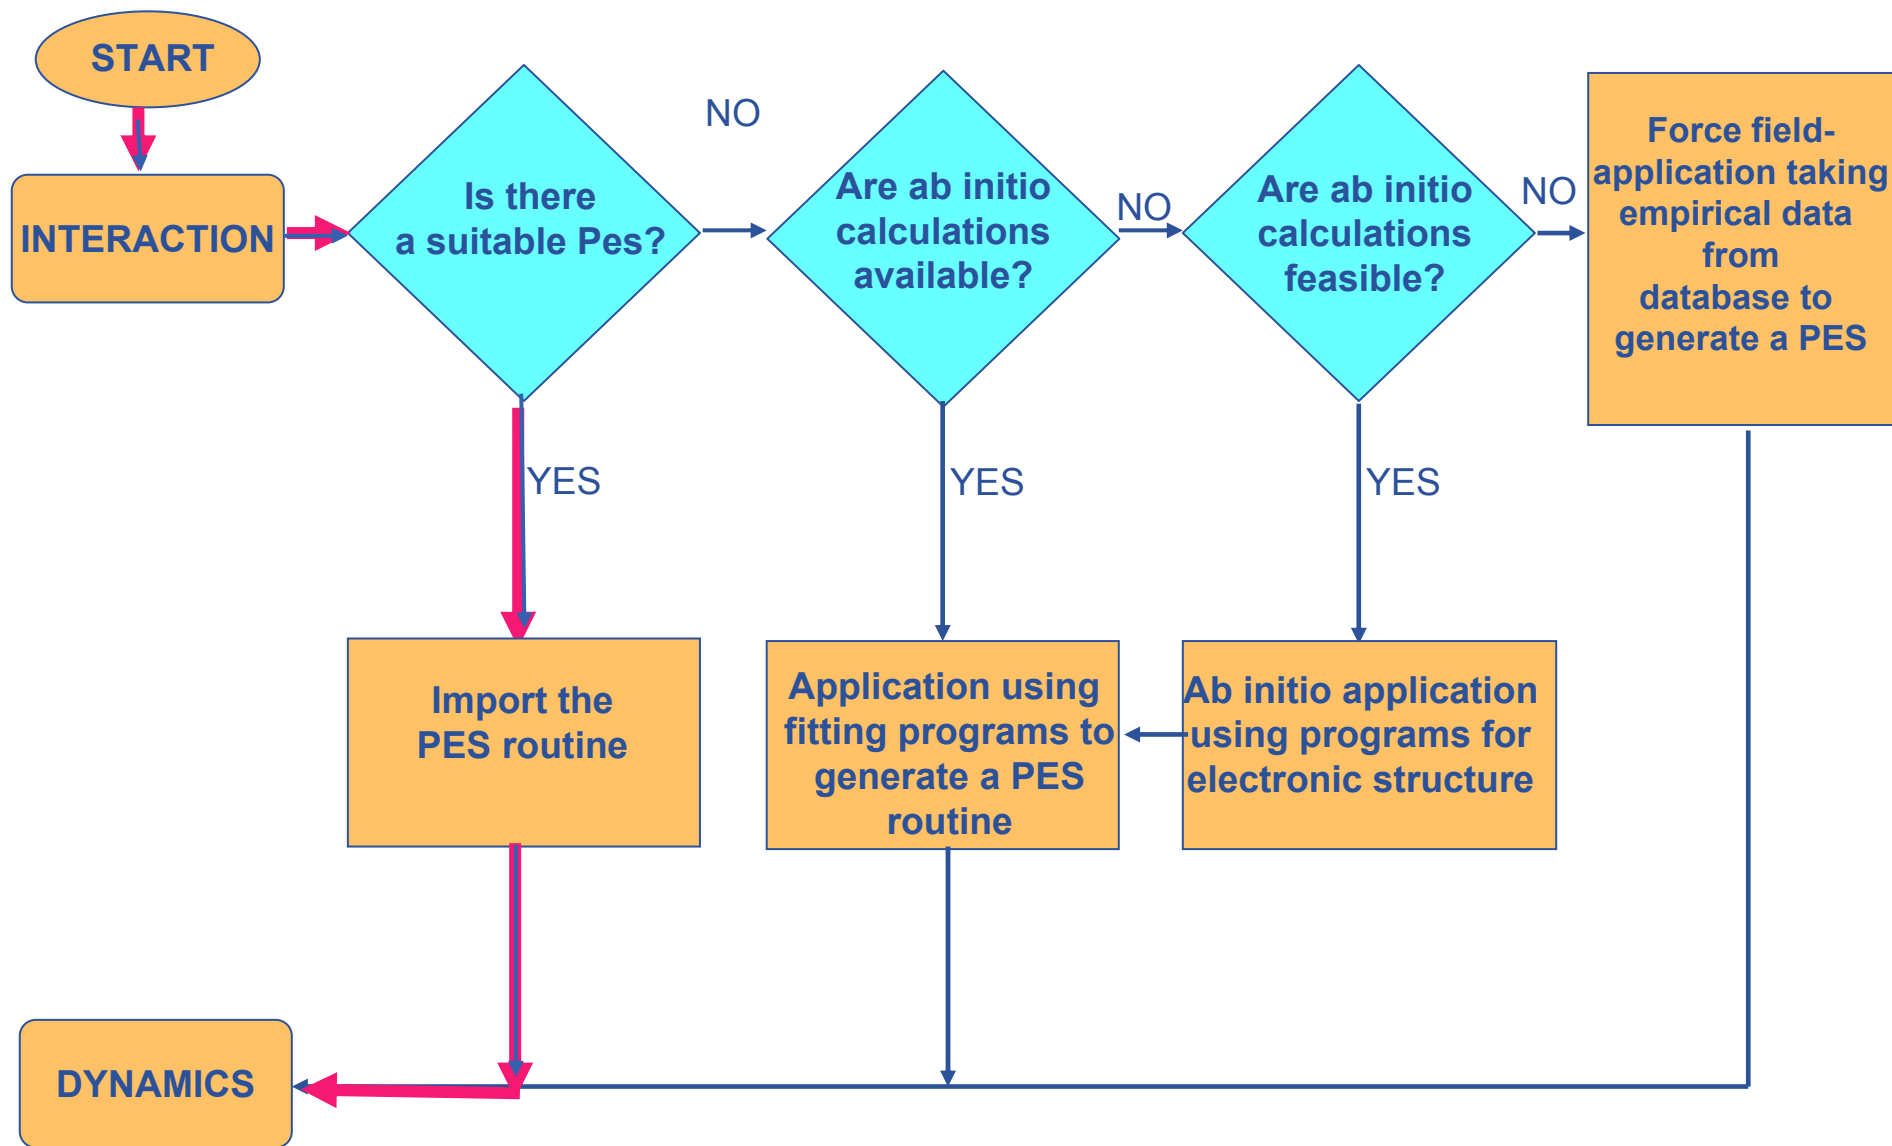 START
INTERACTION
Is there
a suitable Pes?
NO
Are ab initio
calculations
available?
NO
Are ab initio
calculations
feasible?
NO
Force field-
application taking
empirical data
from
database to
generate a PES
YES
YES
YES
Import the
PES routine
Application using
fitting programs to
generate a PES
routine
Ab initio application
using programs for
electronic structure
DYNAMICS